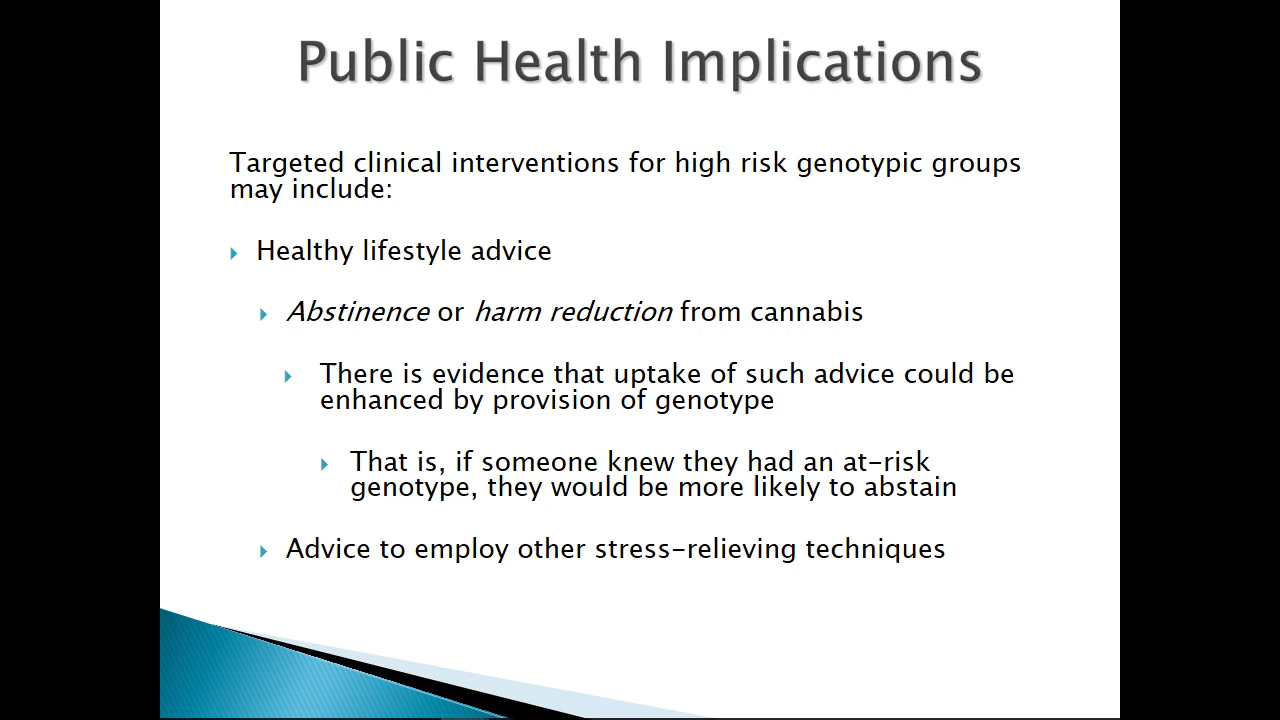 Public Health Implications
Targeted clinical interventions for high risk genotypic groups
may include:
Healthy lifestyle advice
Abstinence or harm reduction from cannabis
There is evidence that uptake of such advice could be
enhanced by provision of genotype
That is, if someone knew they had an at-risk
genotype, they would be more likely to abstain
Advice to employ other stress-relieving techniques